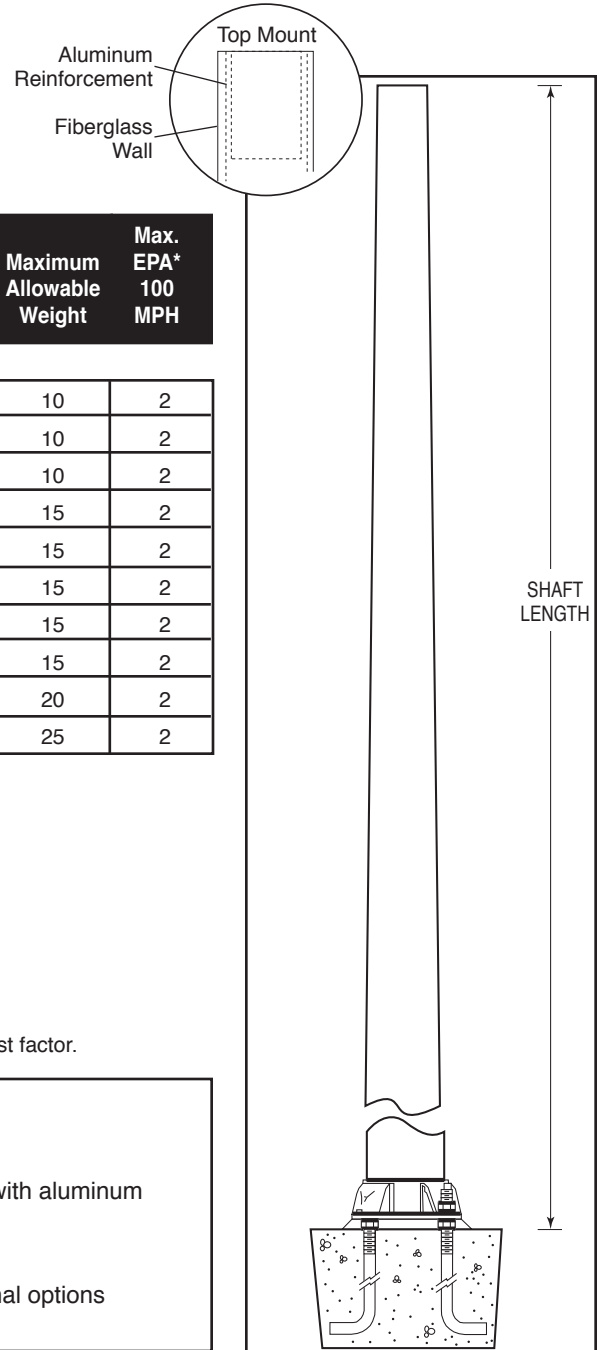 Top Mount
Aluminum
Reinforcement
Fiberglass
Wall
Maximum
Allowable
Weight
Max.
EPA*
100
MPH
10 2
10 2
10 2
15 2
15 2
15 2
15 2
15 2
20 2
25 2
SHAFT
LENGTH
factor.
with aluminum
options